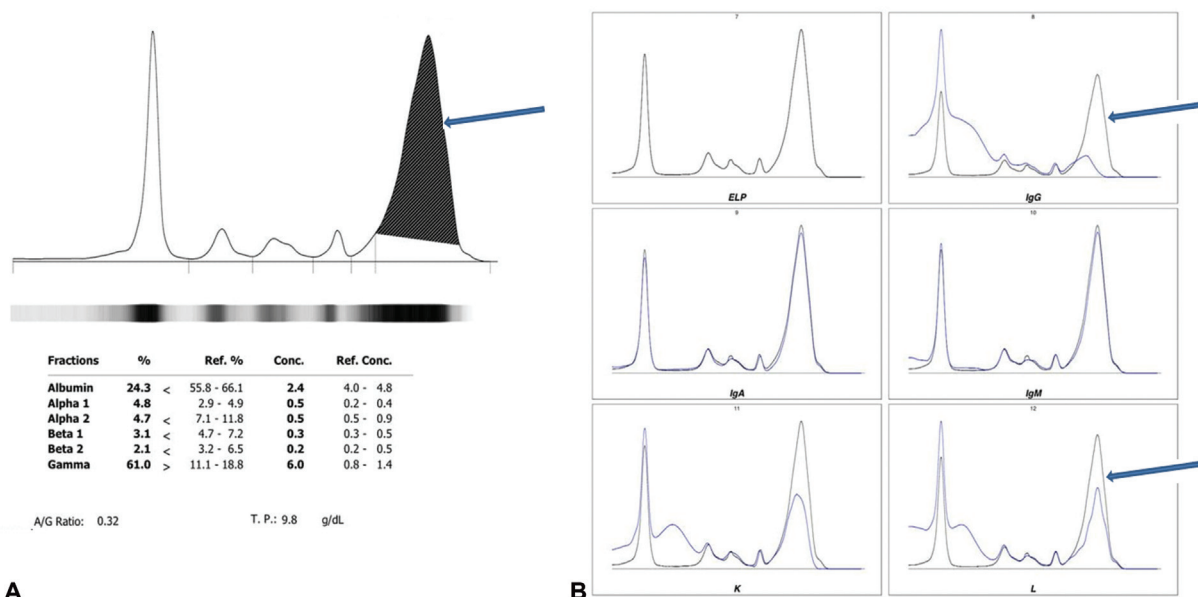 Fractions % Ref. % Conc. Ref. Conc.
Albumin 24.3 < 55.8 - 66.1 2.4 4.0 - 4.8
Alpha 1 4.8 2.9 - 4.9 0.5 0.2 - 0.4
Alpha 2 4.7 < 7.1 - 11.8 0.5 0.5 - 0.9
Beta 1 3.1 < 4.7 - 7.2 0.3 0.3 - 0.5
Beta 2 2.1 < 3.2 - 6.5 0.2 0.2 - 0.5
Gamma 61.0 > 11.1 - 18.8 6.0 0.8 - 1.4
A/G Ratio: 0.32 T. P.: 9.8 g/dL
A
7
ELP
8
IgG
9
IgA
10
IgM
11
K
12
L
B